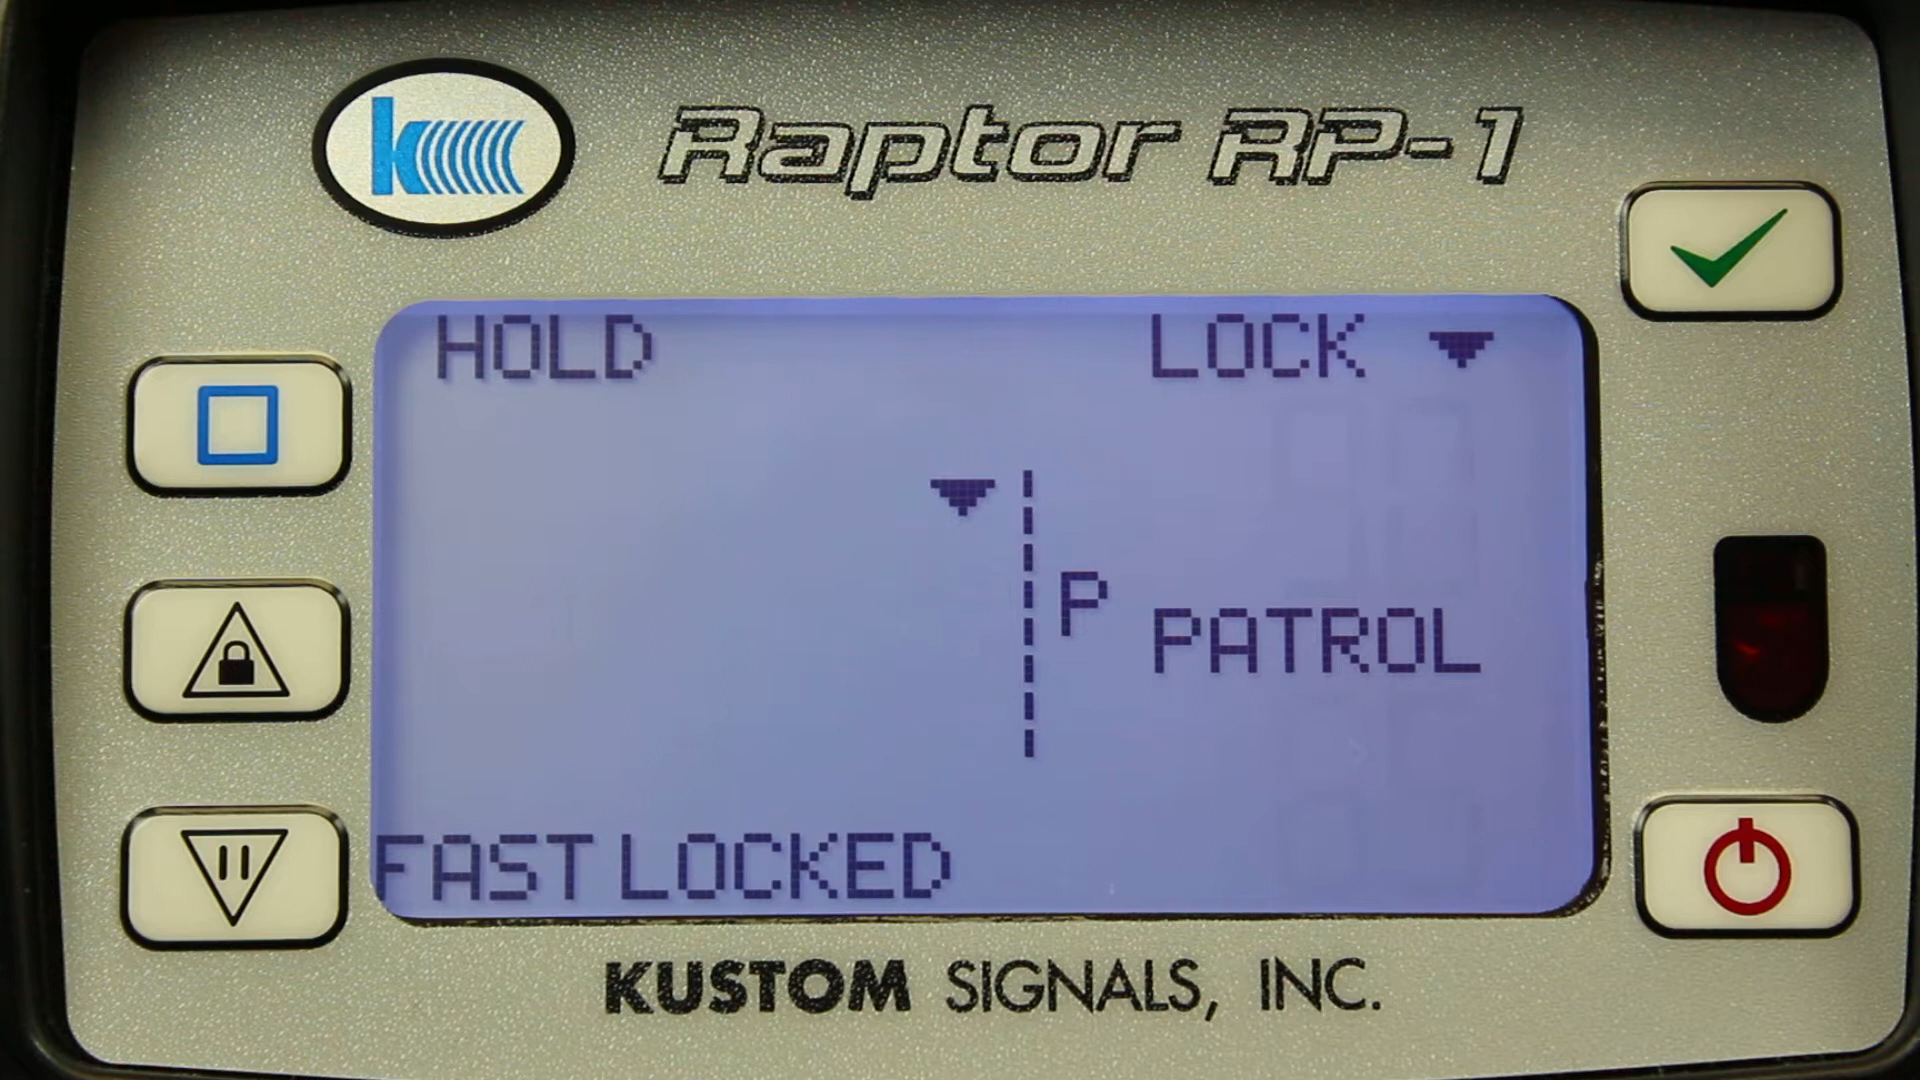 k Raptor RP-1
HOLD LOCK
P PATROL
FAST LOCKED
KUSTOM SIGNALS, INC.